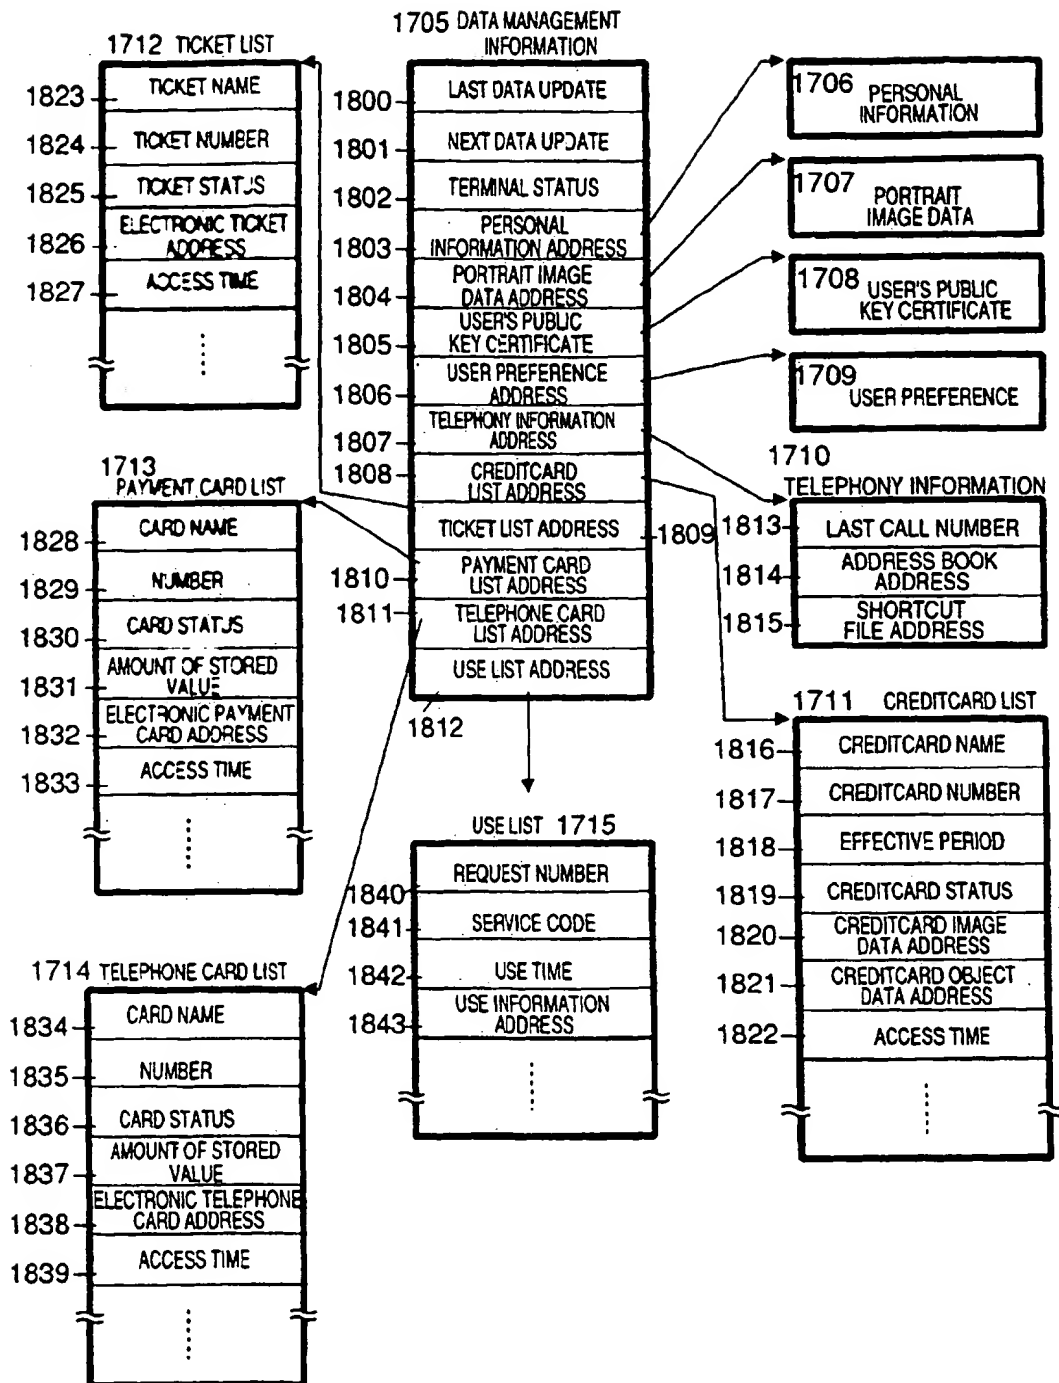 1705 DATA MANAGEMENT
INFORMATION
1800
LAST DATA UPDATE
1801
NEXT DATA UPDATE
1802
TERMINAL STATUS
1803
PERSONAL
INFORMATION ADDRESS
1804
PORTRAIT IMAGE
DATA ADDRESS
1805
USER'S PUBLIC
KEY CERTIFICATE
1806
USER PREFERENCE
ADDRESS
1807
TELEPHONY INFORMATION
ADDRESS
1808
CREDITCARD
LIST ADDRESS
TICKET LIST ADDRESS
1809
1810
PAYMENT CARD
LIST ADDRESS
1811
TELEPHONE CARD
LIST ADDRESS
USE LIST ADDRESS
1812
1712 TICKET LIST
1823
TICKET NAME
1824
TICKET NUMBER
1825
TICKET STATUS
1826
ELECTRONIC TICKET
ADDRESS
1827
ACCESS TIME
1713
PAYMENT CARD LIST
1828
CARD NAME
1829
NUMBER
1830
CARD STATUS
1831
AMOUNT OF STORED
VALUE
1832
ELECTRONIC PAYMENT
CARD ADDRESS
1833
ACCESS TIME
1714 TELEPHONE CARD LIST
1834
CARD NAME
1835
NUMBER
1836
CARD STATUS
1837
AMOUNT OF STORED
VALUE
1838
ELECTRONIC TELEPHONE
CARD ADDRESS
1839
ACCESS TIME
USE LIST 1715
1840
REQUEST NUMBER
1841
SERVICE CODE
1842
USE TIME
1843
USE INFORMATION
ADDRESS
1706
PERSONAL
INFORMATION
1707
PORTRAIT
IMAGE DATA
1708
USER'S PUBLIC
KEY CERTIFICATE
1709
USER PREFERENCE
1710
TELEPHONY INFORMATION
1813
LAST CALL NUMBER
1814
ADDRESS BOOK
ADDRESS
1815
SHORTCUT
FILE ADDRESS
1711 CREDITCARD LIST
1816
CREDITCARD NAME
1817
CREDITCARD NUMBER
1818
EFFECTIVE PERIOD
1819
CREDITCARD STATUS
1820
CREDITCARD IMAGE
DATA ADDRESS
1821
CREDITCARD OBJECT
DATA ADDRESS
1822
ACCESS TIME